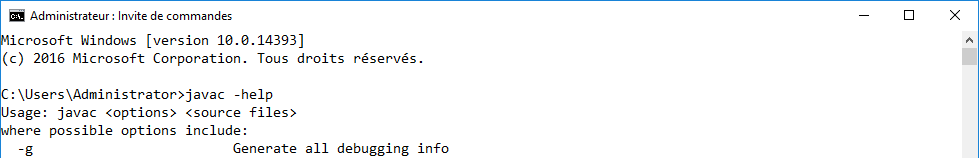 Administrateur : Invite de commandes
Microsoft Windows [version 10.0.14393]
(c) 2016 Microsoft Corporation. Tous droits réservés.
C:\Users\Administrator>javac -help
Usage: javac <options> <source files>
where possible options include:
  -g                         Generate all debugging info